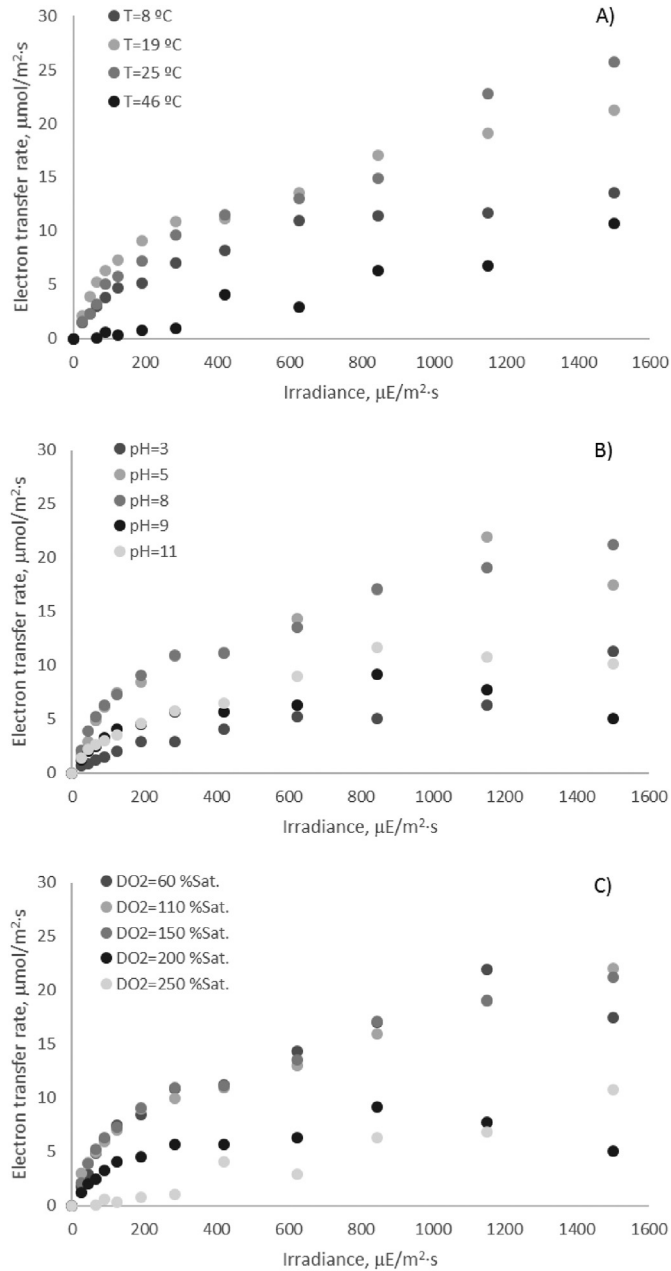 A)
T=8 ºC
T=19 ºC
T=25 ºC
T=46 ºC
Electron transfer rate, µmol/m²·s
30
25
20
15
10
5
0
0 200 400 600 800 1000 1200 1400 1600
Irradiance, µE/m²·s
B)
pH=3
pH=5
pH=8
pH=9
pH=11
Electron transfer rate, µmol/m²·s
30
25
20
15
10
5
0
0 200 400 600 800 1000 1200 1400 1600
Irradiance, µE/m²·s
C)
DO2=60 %Sat.
DO2=110 %Sat.
DO2=150 %Sat.
DO2=200 %Sat.
DO2=250 %Sat.
Electron transfer rate, µmol/m²·s
30
25
20
15
10
5
0
0 200 400 600 800 1000 1200 1400 1600
Irradiance, µE/m²·s